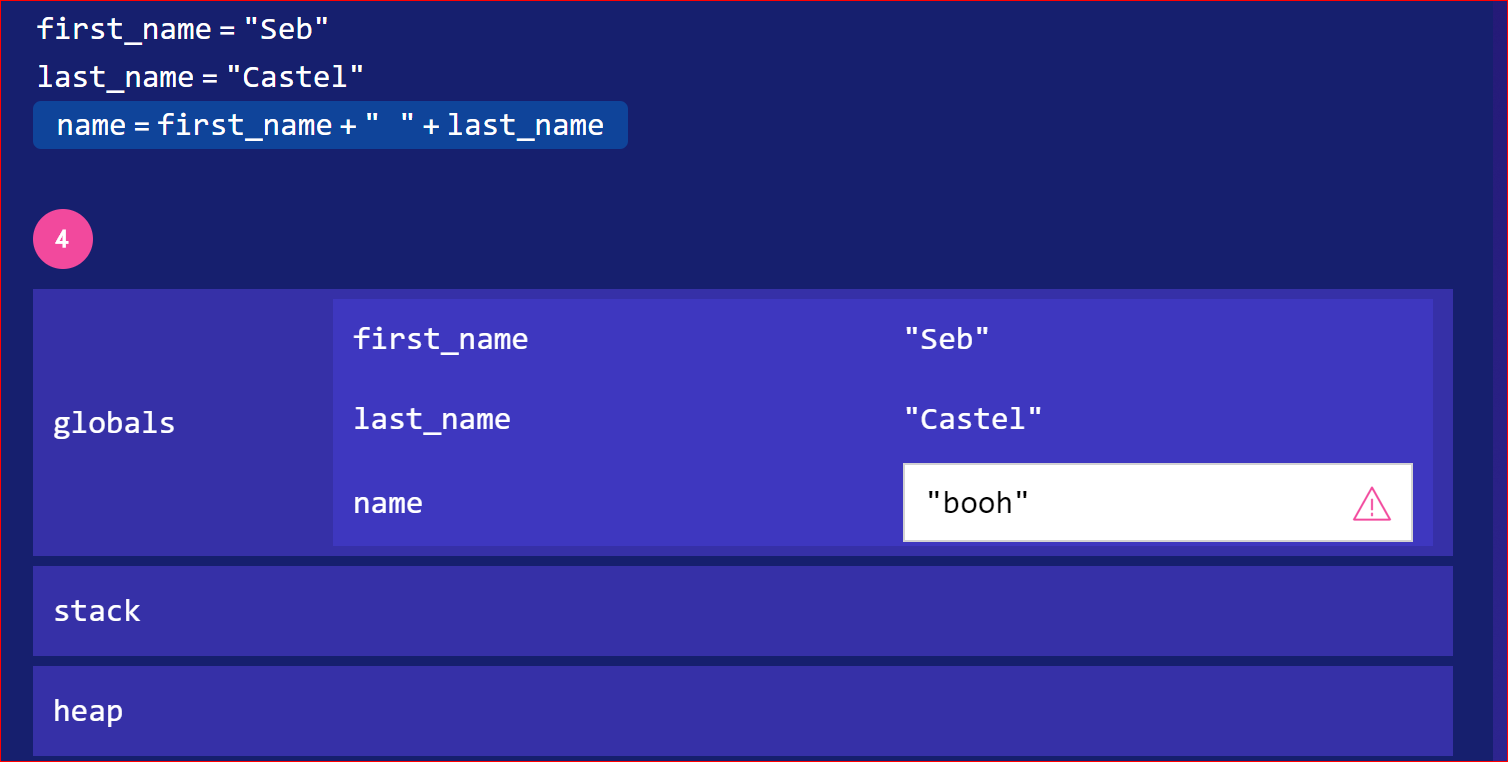 first_name = "Seb"
last_name = "Castel"
name = first_name + " " + last_name
4
first_name "Seb"
globals
last_name "Castel"
name "booh"
stack
heap